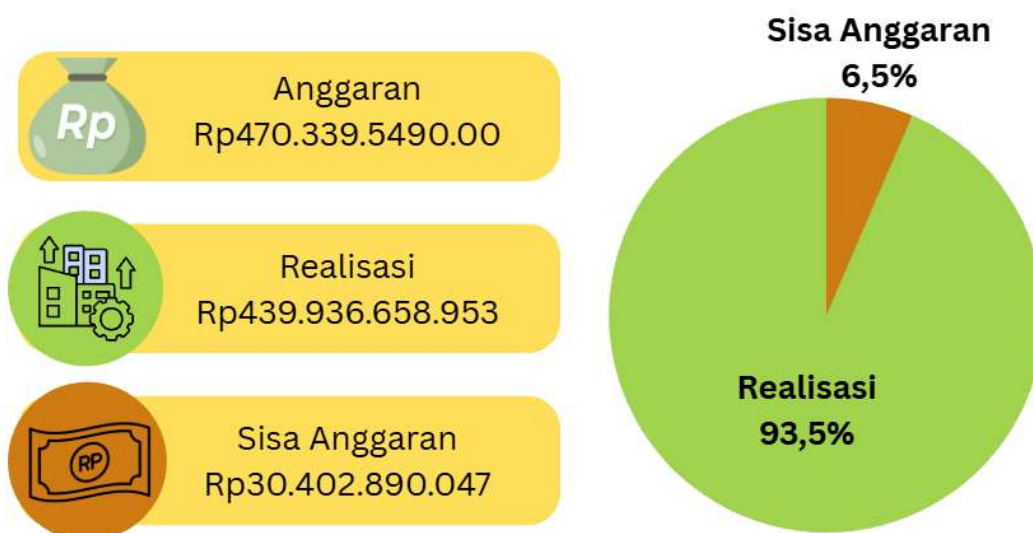 Rp
Anggaran
Rp470.339.5490.00
Realisasi
Rp439.936.658.953
RP
Sisa Anggaran
Rp30.402.890.047
Sisa Anggaran
6,5%
Realisasi
93,5%